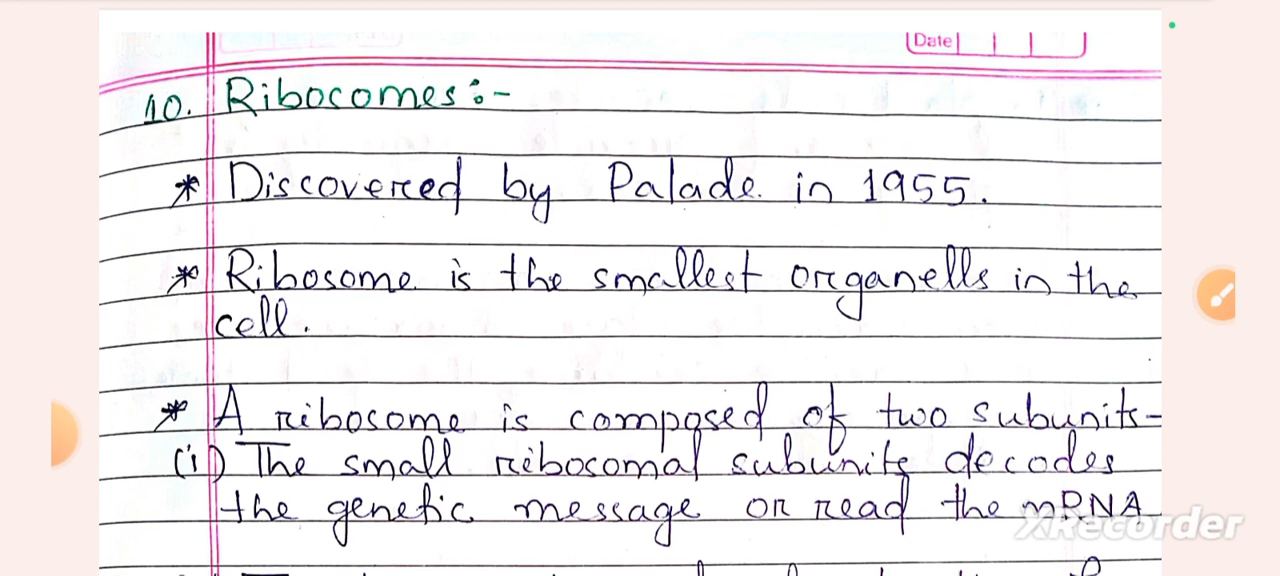 Date
10. Ribocomes:-
* Discovered by Palade in 1955.
* Ribosome is the smallest organells in the
cell.
* A ribosome is composed of two subunits-
(i) The small ribosomal subunits decodes
the genetic message or read the mRNA
XRecorder